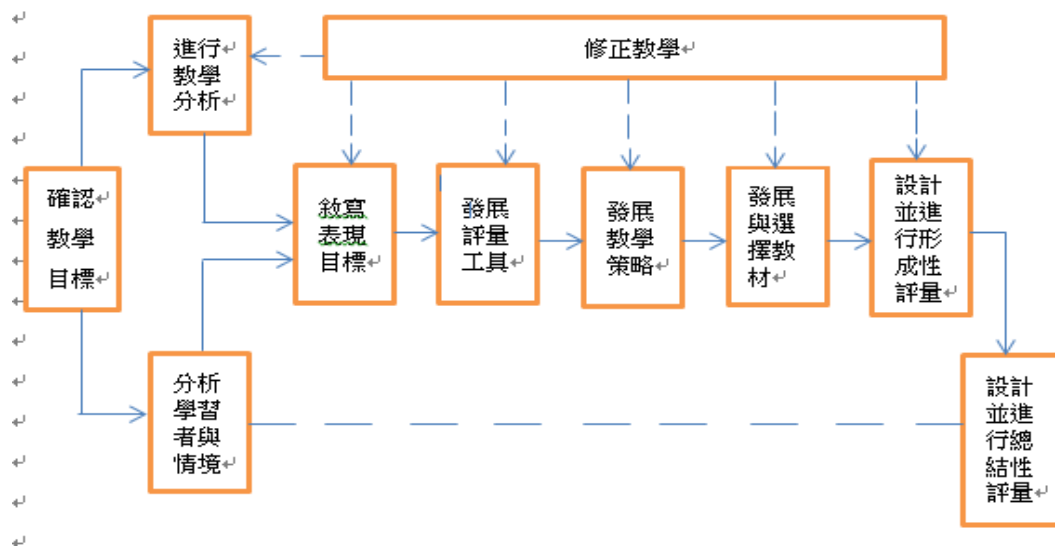 進行
教學
分析
修正教學
確認
教學
目標
敘寫
表現
目標
發展
評量
工具
發展
教學
策略
發展
與選
擇教
材
設計
並進
行形
成性
評量
分析
學習
者與
情境
設計
並進
行總
結性
評量